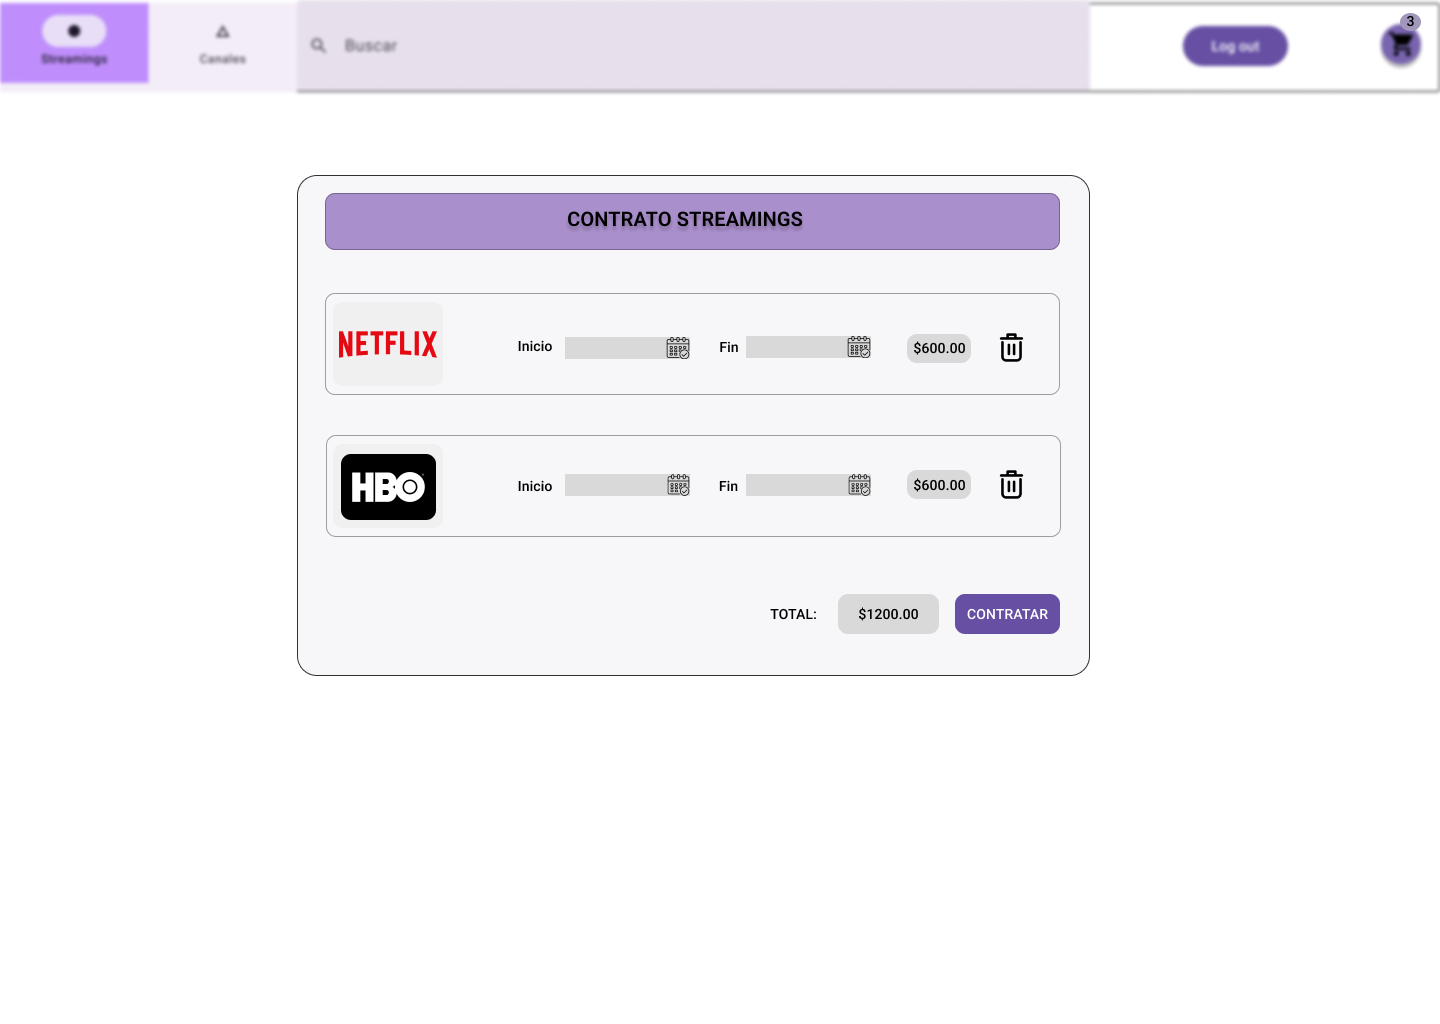 Streamings
Canales
Buscar
Log out
3
CONTRATO STREAMINGS
NETFLIX
Inicio
Fin
$600.00
HBO
Inicio
Fin
$600.00
TOTAL:
$1200.00
CONTRATAR